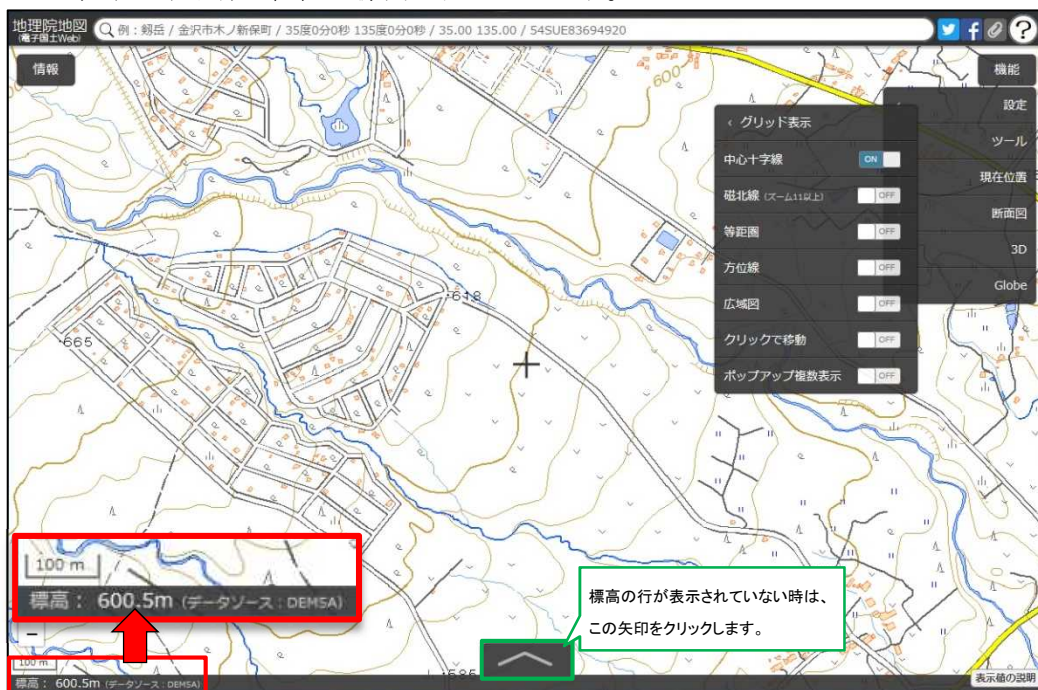 地理院地図
(電子国土Web)
例：剱岳 / 金沢市木ノ新保町 / 35度0分0秒 135度0分0秒 / 35.00 135.00 / 54SUE83694920
?
情報
機能
600
‹ グリッド表示
設定
中心十字線 ON
ツール
磁北線 (ズーム11以上) OFF
現在位置
等距圏 OFF
断面図
方位線 OFF
3D
広域図 OFF
Globe
クリックで移動 OFF
ポップアップ複数表示 OFF
618
665
100 m
標高： 600.5m (データソース：DEM5A)
標高の行が表示されていない時は、
この矢印をクリックします。
100 m
585
標高： 600.5m (データソース：DEM5A)
表示値の説明